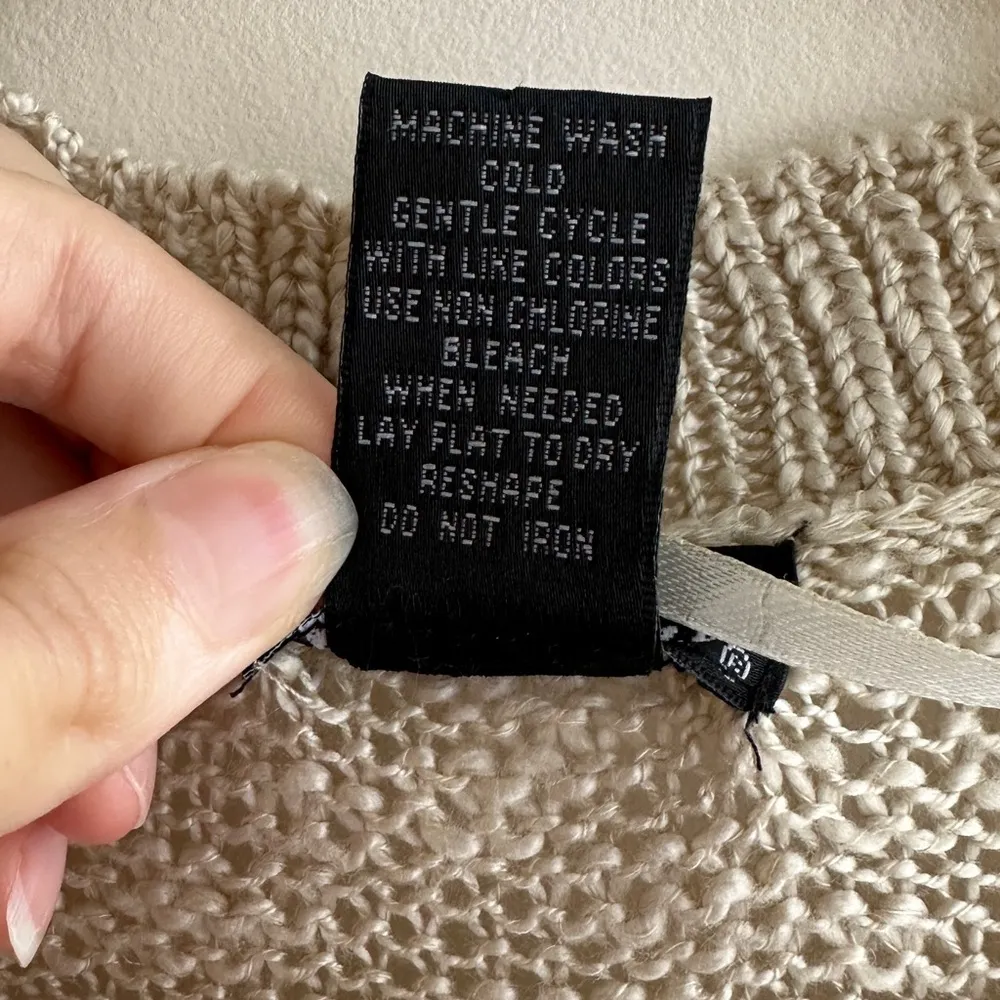 MACHINE WASH
COLD
GENTLE CYCLE
WITH LIKE COLORS
USE NON CHLORINE
BLEACH
WHEN NEEDED
LAY FLAT TO DRY
RESHAPE
DO NOT IRON